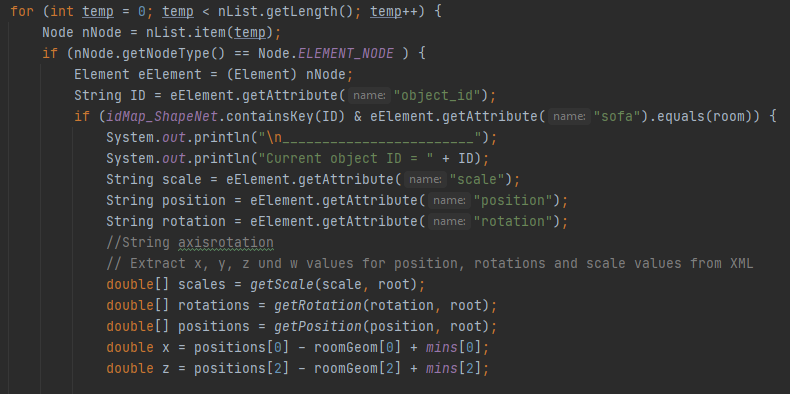 for (int temp = 0; temp < nList.getLength(); temp++) {
Node nNode = nList.item(temp);
if (nNode.getNodeType() == Node.ELEMENT_NODE ) {
Element eElement = (Element) nNode;
String ID = eElement.getAttribute( name: "object_id");
if (idMap_ShapeNet.containsKey(ID) & eElement.getAttribute( name: "sofa").equals(room)) {
System.out.println("\n________________________");
System.out.println("Current object ID = " + ID);
String scale = eElement.getAttribute( name: "scale");
String position = eElement.getAttribute( name: "position");
String rotation = eElement.getAttribute( name: "rotation");
//String axisrotation
// Extract x, y, z und w values for position, rotations and scale values from XML
double[] scales = getScale(scale, root);
double[] rotations = getRotation(rotation, root);
double[] positions = getPosition(position, root);
double x = positions[0] - roomGeom[0] + mins[0];
double z = positions[2] - roomGeom[2] + mins[2];